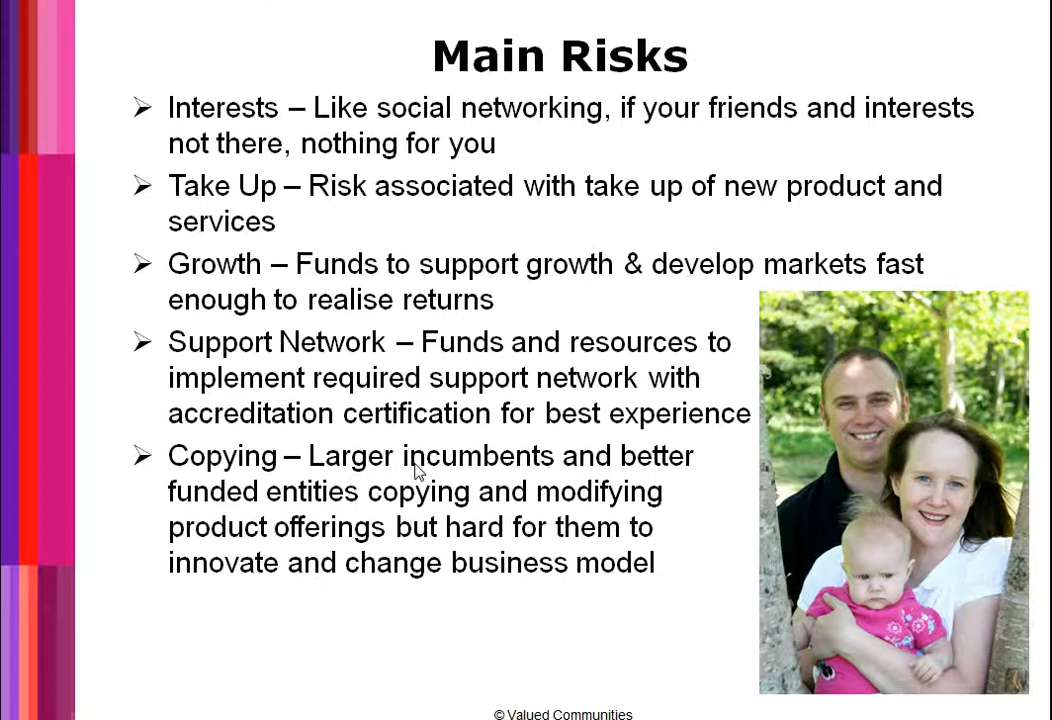 Main Risks
Interests – Like social networking, if your friends and interests
not there, nothing for you
Take Up – Risk associated with take up of new product and
services
Growth – Funds to support growth & develop markets fast
enough to realise returns
Support Network – Funds and resources to
implement required support network with
accreditation certification for best experience
Copying – Larger incumbents and better
funded entities copying and modifying
product offerings but hard for them to
innovate and change business model
© Valued Communities